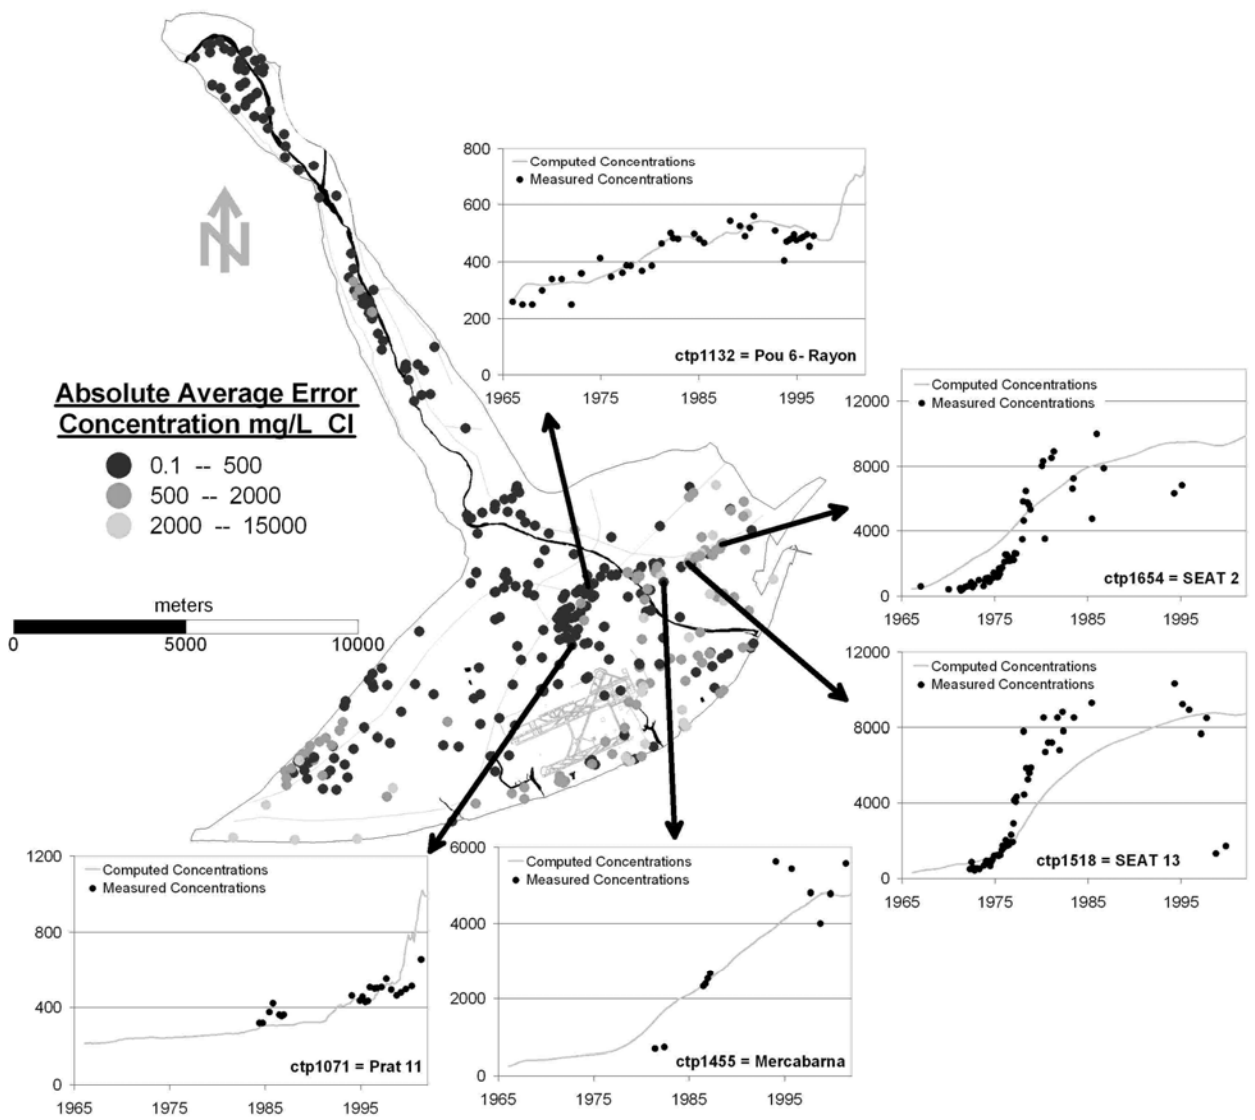 800
600
400
200
0
Computed Concentrations
Measured Concentrations
ctp1132 = Pou 6- Rayon
1965
1975
1985
1995
N
Absolute Average Error
Concentration mg/L Cl
0.1 -- 500
500 -- 2000
2000 -- 15000
meters
0
5000
10000
12000
8000
4000
0
Computed Concentrations
Measured Concentrations
ctp1654 = SEAT 2
1965
1975
1985
1995
12000
8000
4000
0
Computed Concentrations
Measured Concentrations
ctp1518 = SEAT 13
1965
1975
1985
1995
1200
800
400
0
Computed Concentrations
Measured Concentrations
ctp1071 = Prat 11
1965
1975
1985
1995
6000
4000
2000
0
Computed Concentrations
Measured Concentrations
ctp1455 = Mercabarna
1965
1975
1985
1995